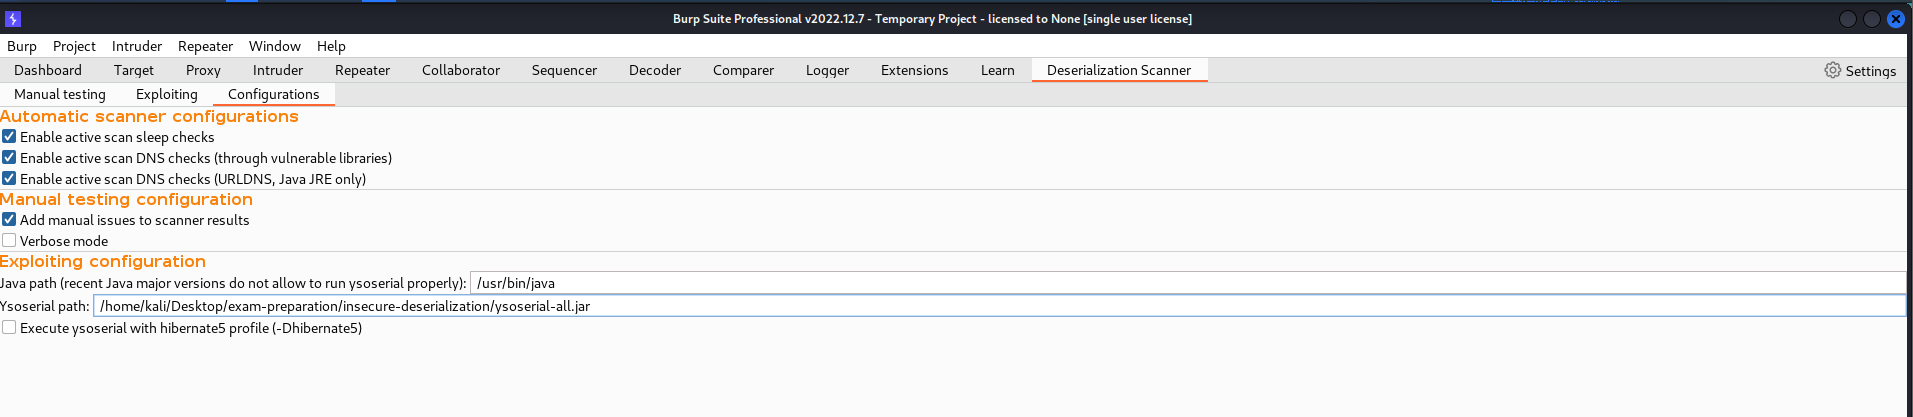 Burp Suite Professional v2022.12.7 - Temporary Project - licensed to None [single user license]
Burp Project Intruder Repeater Window Help
Dashboard Target Proxy Intruder Repeater Collaborator Sequencer Decoder Comparer Logger Extensions Learn Deserialization Scanner Settings
Manual testing Exploiting Configurations
Automatic scanner configurations
Enable active scan sleep checks
Enable active scan DNS checks (through vulnerable libraries)
Enable active scan DNS checks (URLDNS, Java JRE only)
Manual testing configuration
Add manual issues to scanner results
Verbose mode
Exploiting configuration
Java path (recent Java major versions do not allow to run ysoserial properly): /usr/bin/java
Ysoserial path: /home/kali/Desktop/exam-preparation/insecure-deserialization/ysoserial-all.jar
Execute ysoserial with hibernate5 profile (-Dhibernate5)